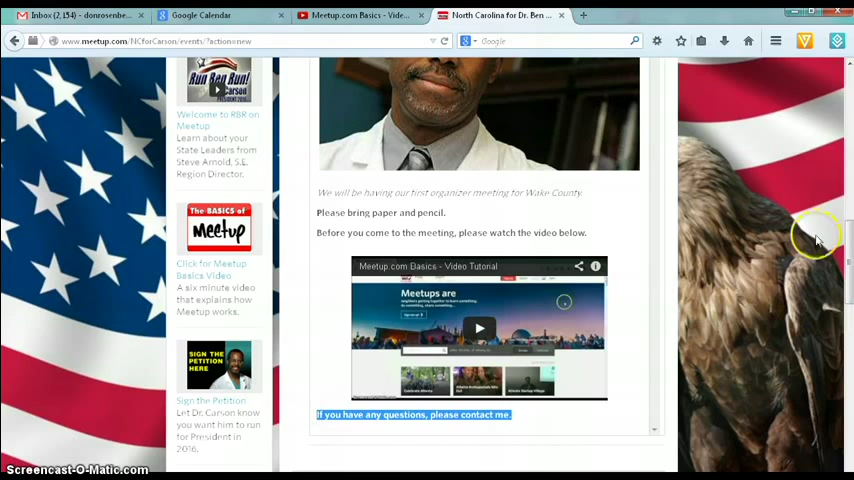 Inbox (2,154) - donrosenbe...
Google Calendar
Meetup.com Basics - Vide...
North Carolina for Dr. Ben ...
www.meetup.com/NCforCarson/events/?action=new
Google
Run Ben Run!
Carson
PRESIDENT 2016
Welcome to RBR on
Meetup
Learn about your
State Leaders from
Steve Arnold, S.E.
Region Director.
The BASICS of
Meetup
Click for Meetup
Basics Video
A six minute video
that explains how
Meetup works.
SIGN THE
PETITION
HERE
Sign the Petition
Let Dr. Carson know
you want him to run
for President in
2016.
We will be having our first organizer meeting for Wake County.
Please bring paper and pencil.
Before you come to the meeting, please watch the video below.
Meetup.com Basics - Video Tutorial
Meetups are
If you have any questions, please contact me.
Screencast-O-Matic.com